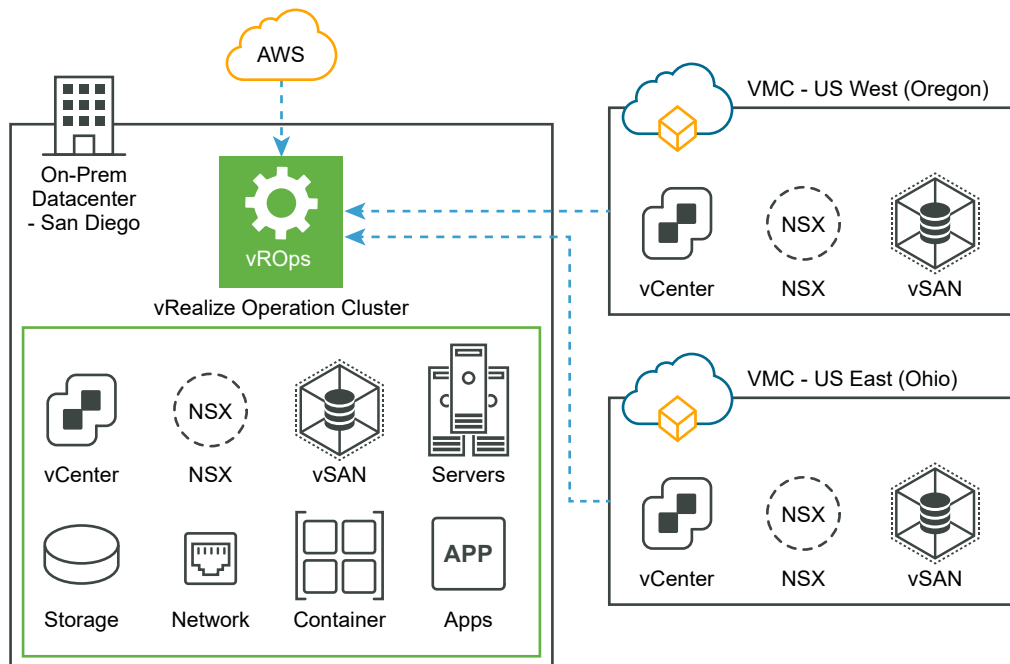 AWS
On-Prem
Datacenter
- San Diego
vROps
vRealize Operation Cluster
NSX
vCenter
NSX
vSAN
Servers
APP
Storage
Network
Container
Apps
VMC - US West (Oregon)
NSX
vCenter
NSX
vSAN
VMC - US East (Ohio)
NSX
vCenter
NSX
vSAN